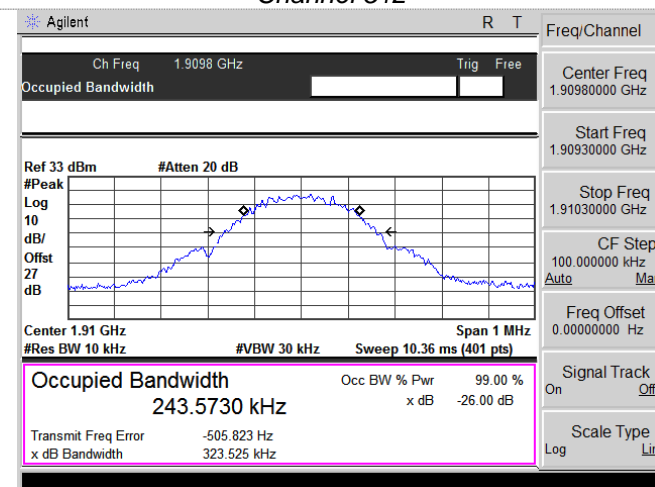 Agilent R T
Ch Freq 1.9098 GHz Trig Free
Occupied Bandwidth
Ref 33 dBm #Atten 20 dB
#Peak
Log
10
dB/
Offst
27
dB
Center 1.91 GHz Span 1 MHz
#Res BW 10 kHz #VBW 30 kHz Sweep 10.36 ms (401 pts)
Occupied Bandwidth Occ BW % Pwr 99.00 %
243.5730 kHz x dB -26.00 dB
Transmit Freq Error -505.823 Hz
x dB Bandwidth 323.525 kHz
Freq/Channel
Center Freq
1.90980000 GHz
Start Freq
1.90930000 GHz
Stop Freq
1.91030000 GHz
CF Step
100.000000 kHz
Auto Ma
Freq Offset
0.00000000 Hz
Signal Track
On Off
Scale Type
Log Lin